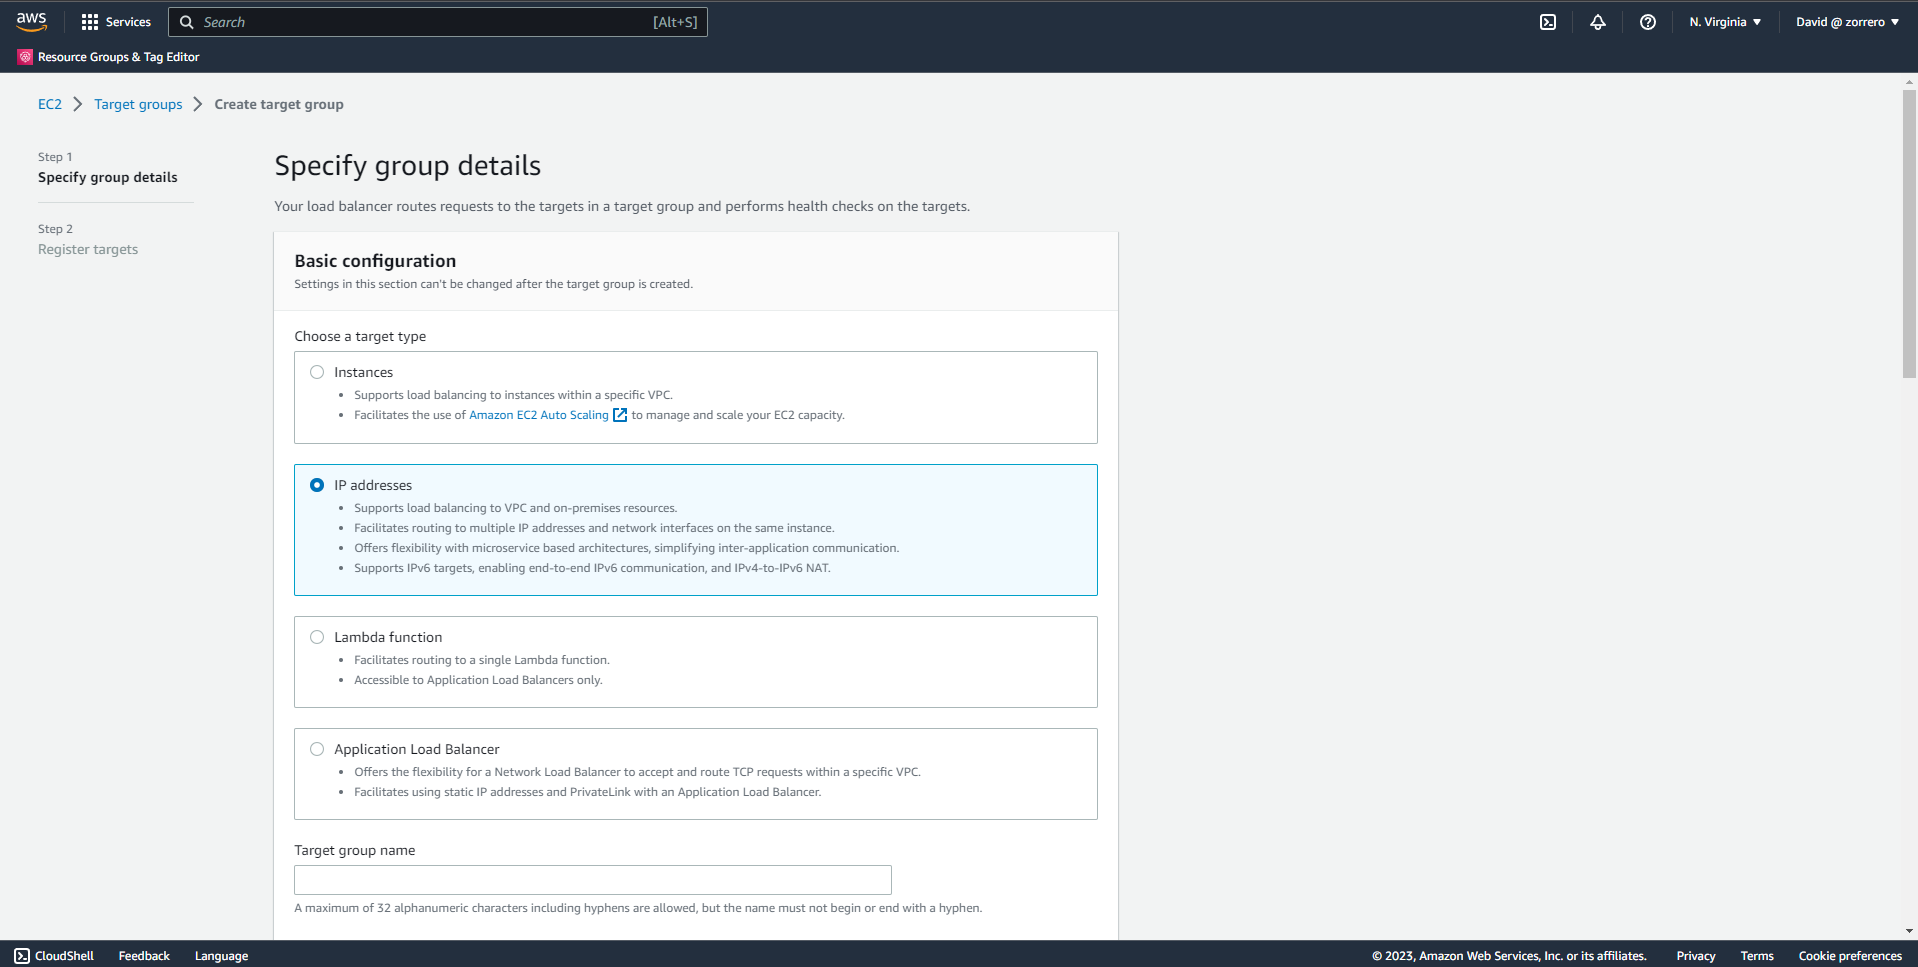 aws
Services
Search
[Alt+S]
N. Virginia
David @ zorrero
Resource Groups & Tag Editor
EC2
Target groups
Create target group
Step 1
Specify group details
Step 2
Register targets
Specify group details
Your load balancer routes requests to the targets in a target group and performs health checks on the targets.
Basic configuration
Settings in this section can't be changed after the target group is created.
Choose a target type
Instances
• Supports load balancing to instances within a specific VPC.
• Facilitates the use of Amazon EC2 Auto Scaling to manage and scale your EC2 capacity.
IP addresses
• Supports load balancing to VPC and on-premises resources.
• Facilitates routing to multiple IP addresses and network interfaces on the same instance.
• Offers flexibility with microservice based architectures, simplifying inter-application communication.
• Supports IPv6 targets, enabling end-to-end IPv6 communication, and IPv4-to-IPv6 NAT.
Lambda function
• Facilitates routing to a single Lambda function.
• Accessible to Application Load Balancers only.
Application Load Balancer
• Offers the flexibility for a Network Load Balancer to accept and route TCP requests within a specific VPC.
• Facilitates using static IP addresses and PrivateLink with an Application Load Balancer.
Target group name
A maximum of 32 alphanumeric characters including hyphens are allowed, but the name must not begin or end with a hyphen.
CloudShell
Feedback
Language
© 2023, Amazon Web Services, Inc. or its affiliates.
Privacy
Terms
Cookie preferences